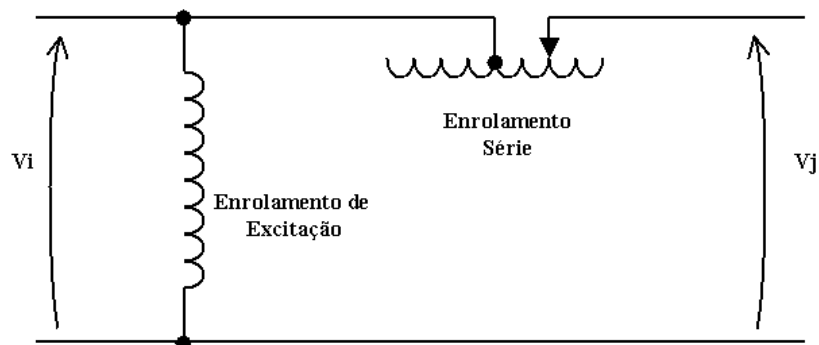 Enrolamento
Série
Vi
Vj
Enrolamento de
Excitação